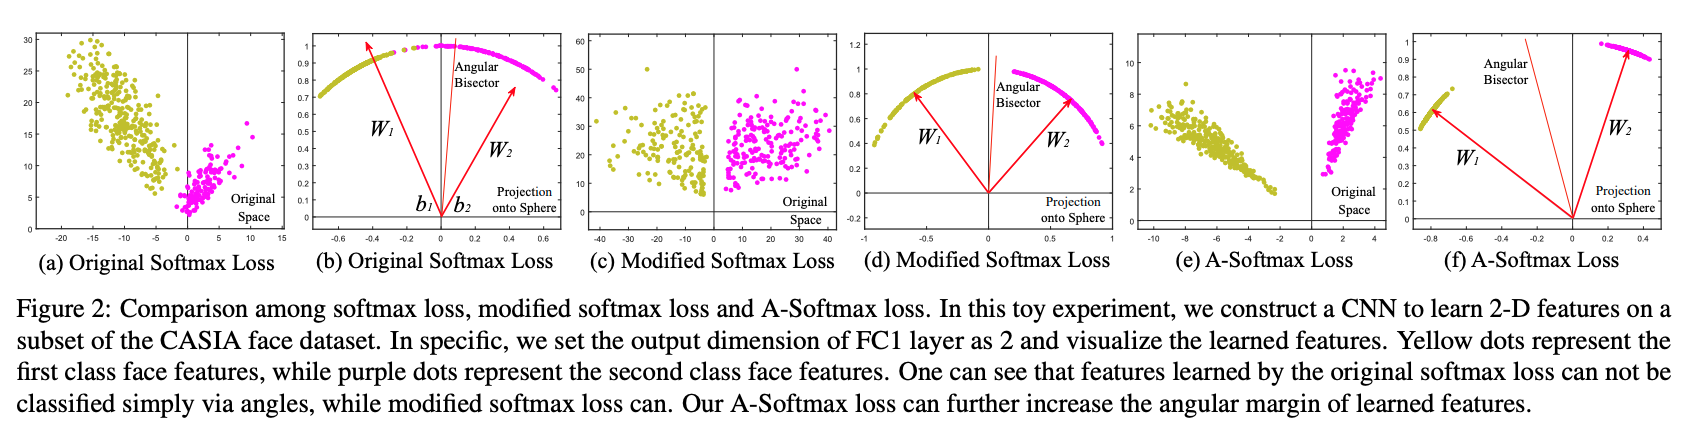 30
25
20
15
10
5
0
-20 -15 -10 -5 0 5 10 15
Original
Space
(a) Original Softmax Loss
1
0.9
0.8
0.7
0.6
0.5
0.4
0.3
0.2
0.1
0
-0.6 -0.4 -0.2 0 0.2 0.4 0.6
Angular
Bisector
W1
W2
b1 b2
Projection
onto Sphere
(b) Original Softmax Loss
60
50
40
30
20
10
0
-40 -30 -20 -10 0 10 20 30 40
Original
Space
(c) Modified Softmax Loss
1.2
1
0.8
0.6
0.4
0.2
0
-0.2
-1 -0.5 0 0.5 1
Angular
Bisector
W1
W2
Projection
onto Sphere
(d) Modified Softmax Loss
10
8
6
4
2
0
-10 -8 -6 -4 -2 0 2 4
Original
Space
(e) A-Softmax Loss
1
0.9
0.8
0.7
0.6
0.5
0.4
0.3
0.2
0.1
0
-0.8 -0.6 -0.4 -0.2 0 0.2 0.4
Angular
Bisector
W1
W2
Projection
onto Sphere
(f) A-Softmax Loss
Figure 2: Comparison among softmax loss, modified softmax loss and A-Softmax loss. In this toy experiment, we construct a CNN to learn 2-D features on a
subset of the CASIA face dataset. In specific, we set the output dimension of FC1 layer as 2 and visualize the learned features. Yellow dots represent the
first class face features, while purple dots represent the second class face features. One can see that features learned by the original softmax loss can not be
classified simply via angles, while modified softmax loss can. Our A-Softmax loss can further increase the angular margin of learned features.